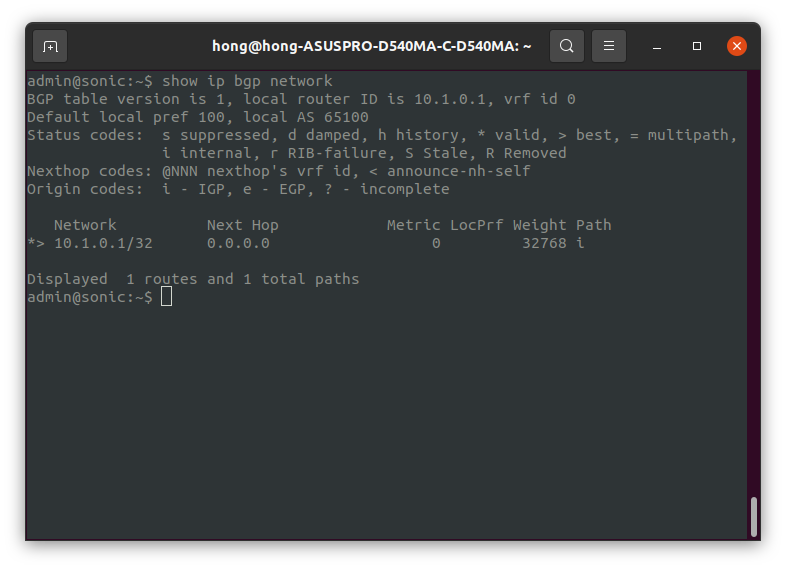 hong@hong-ASUSPRO-D540MA-C-D540MA: ~
admin@sonic:~$ show ip bgp network
BGP table version is 1, local router ID is 10.1.0.1, vrf id 0
Default local pref 100, local AS 65100
Status codes:  s suppressed, d damped, h history, * valid, > best, = multipath,
               i internal, r RIB-failure, S Stale, R Removed
Nexthop codes: @NNN nexthop's vrf id, < announce-nh-self
Origin codes:  i - IGP, e - EGP, ? - incomplete

   Network          Next Hop            Metric LocPrf Weight Path
*> 10.1.0.1/32      0.0.0.0                  0         32768 i

Displayed  1 routes and 1 total paths
admin@sonic:~$